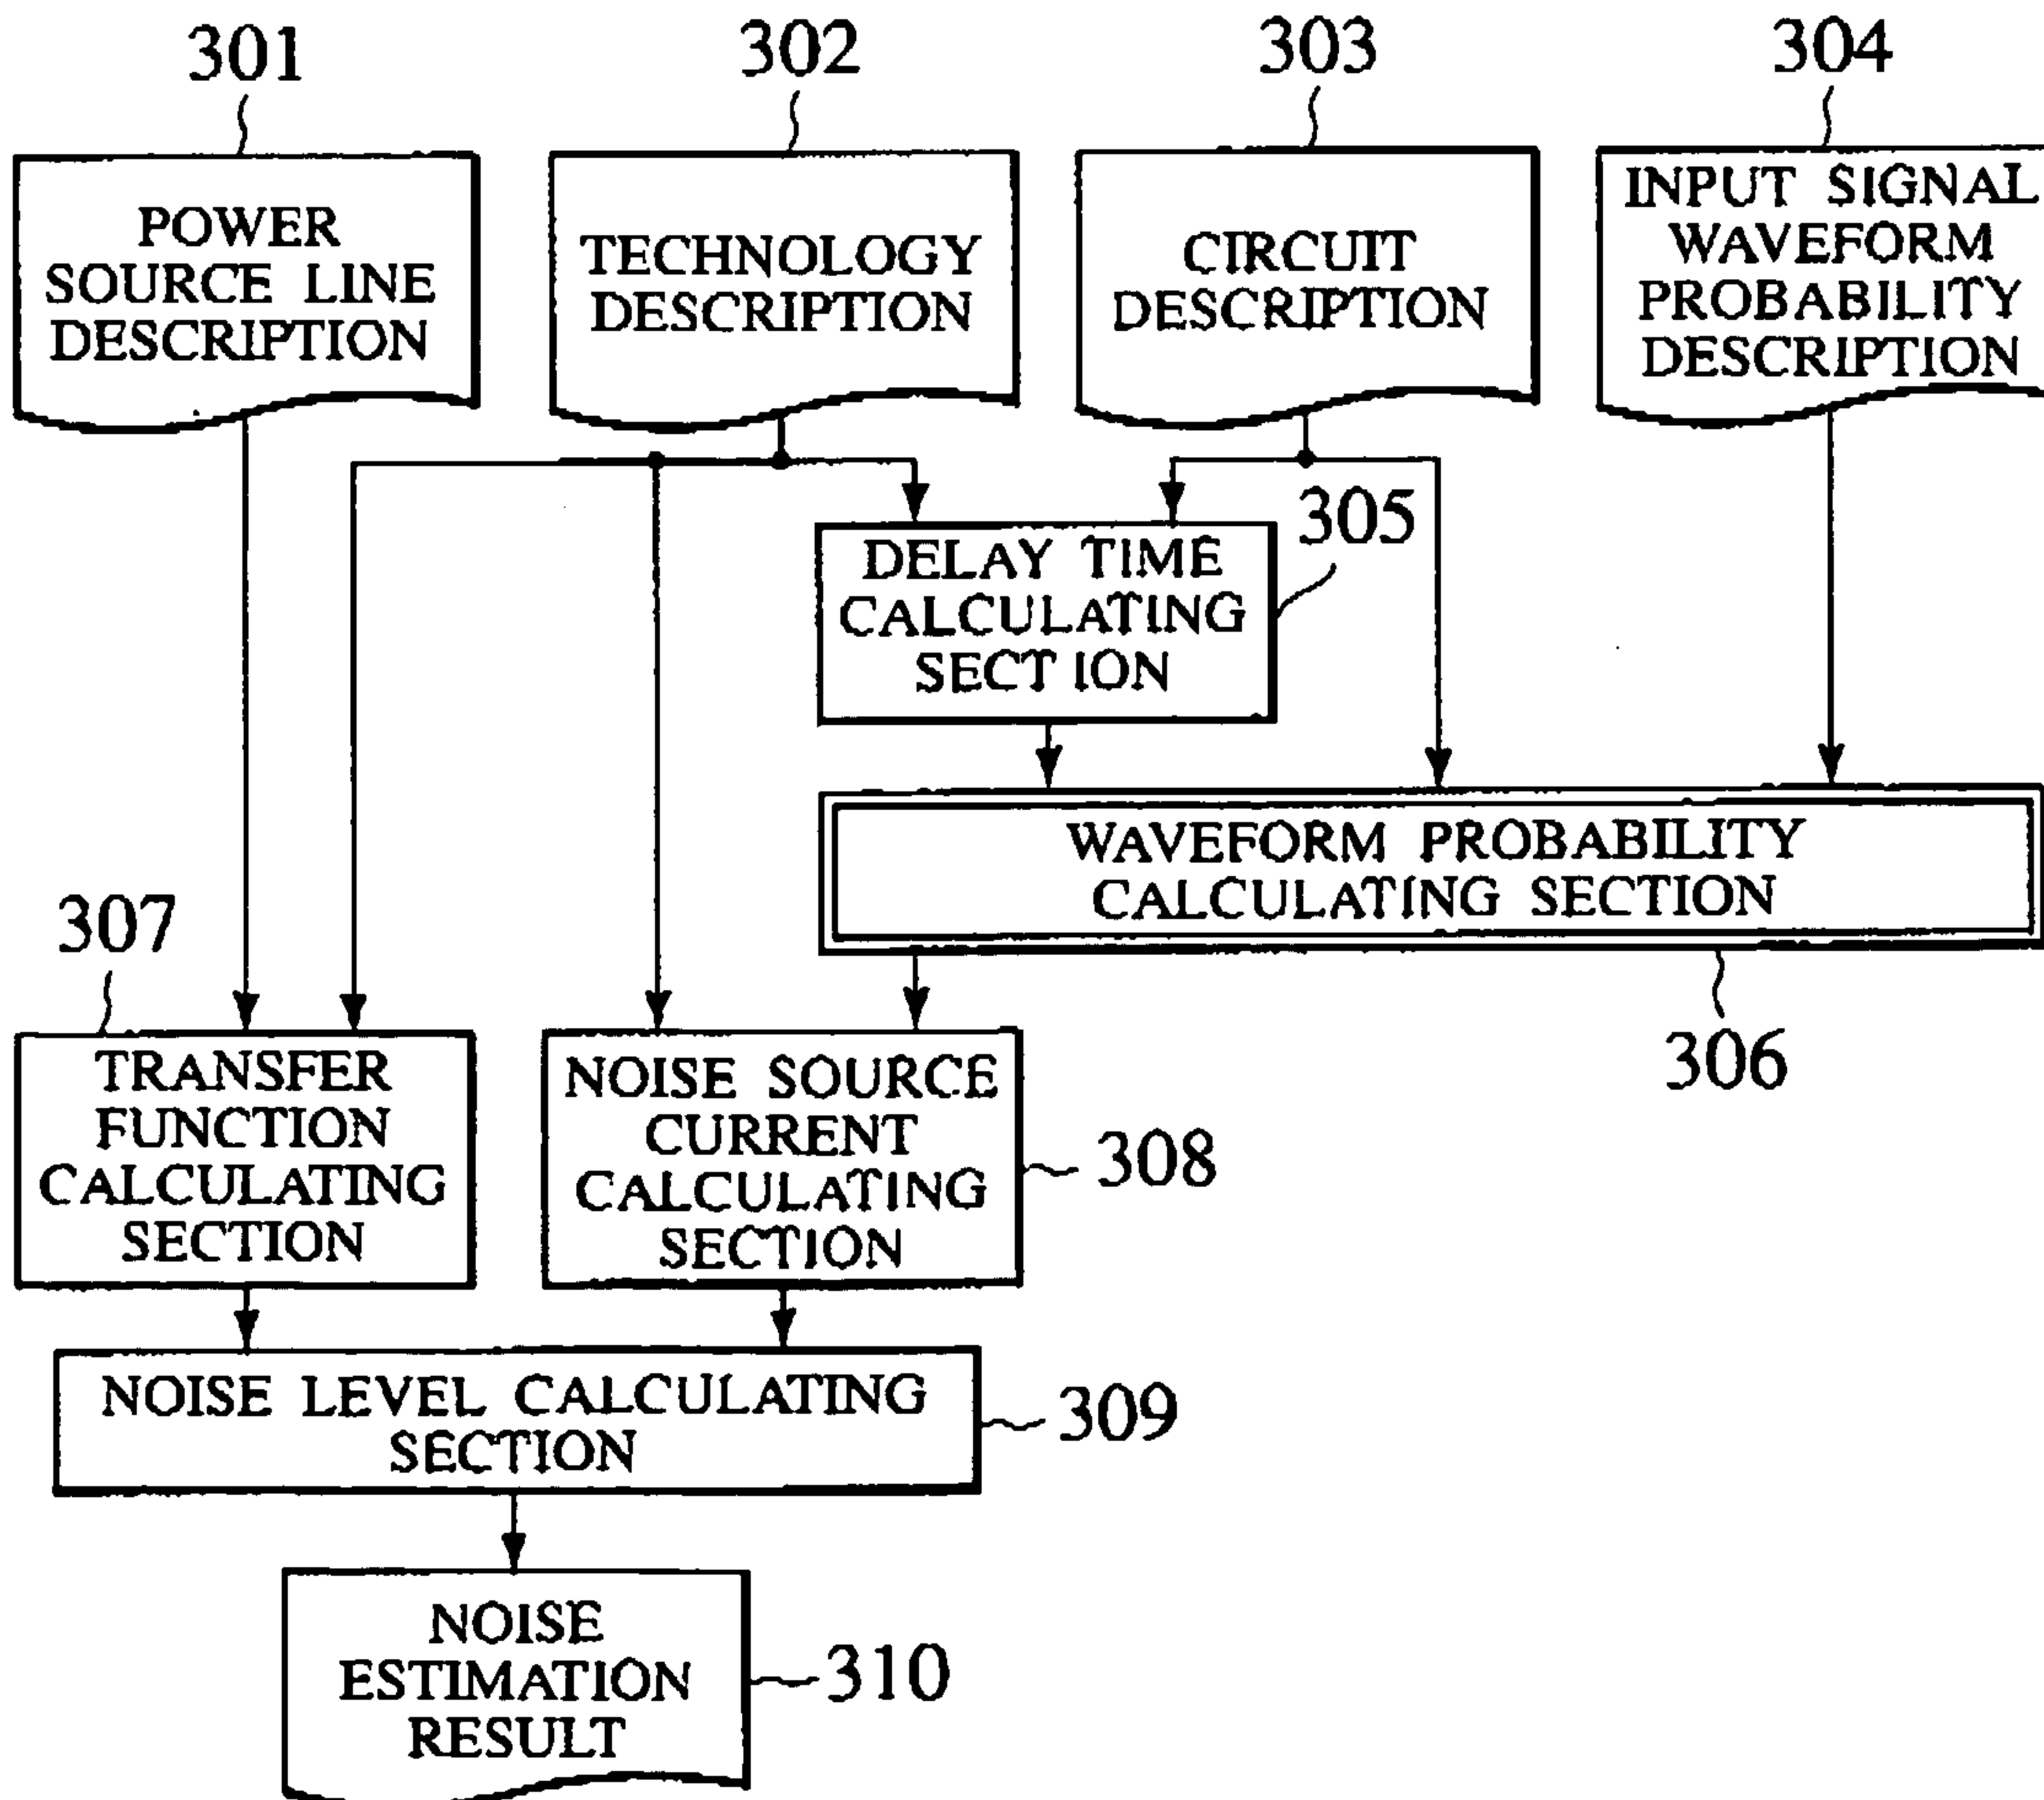 301
302
303
304
POWER
SOURCE LINE
DESCRIPTION
TECHNOLOGY
DESCRIPTION
CIRCUIT
DESCRIPTION
INPUT SIGNAL
WAVEFORM
PROBABILITY
DESCRIPTION
305
DELAY TIME
CALCULATING
SECTION
WAVEFORM PROBABILITY
CALCULATING SECTION
306
307
TRANSFER
FUNCTION
CALCULATING
SECTION
NOISE SOURCE
CURRENT
CALCULATING
SECTION
308
NOISE LEVEL CALCULATING
SECTION
309
NOISE
ESTIMATION
RESULT
310